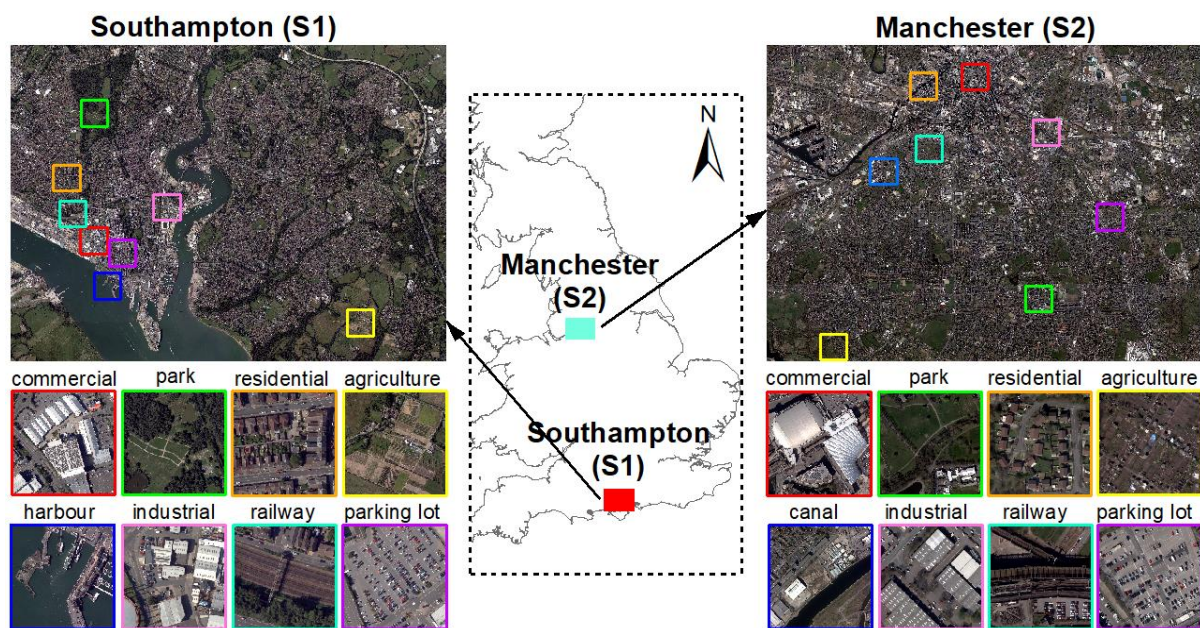 Southampton (S1)
Manchester (S2)
N
Manchester
(S2)
Southampton
(S1)
commercial
park
residential
agriculture
harbour
industrial
railway
parking lot
commercial
park
residential
agriculture
canal
industrial
railway
parking lot